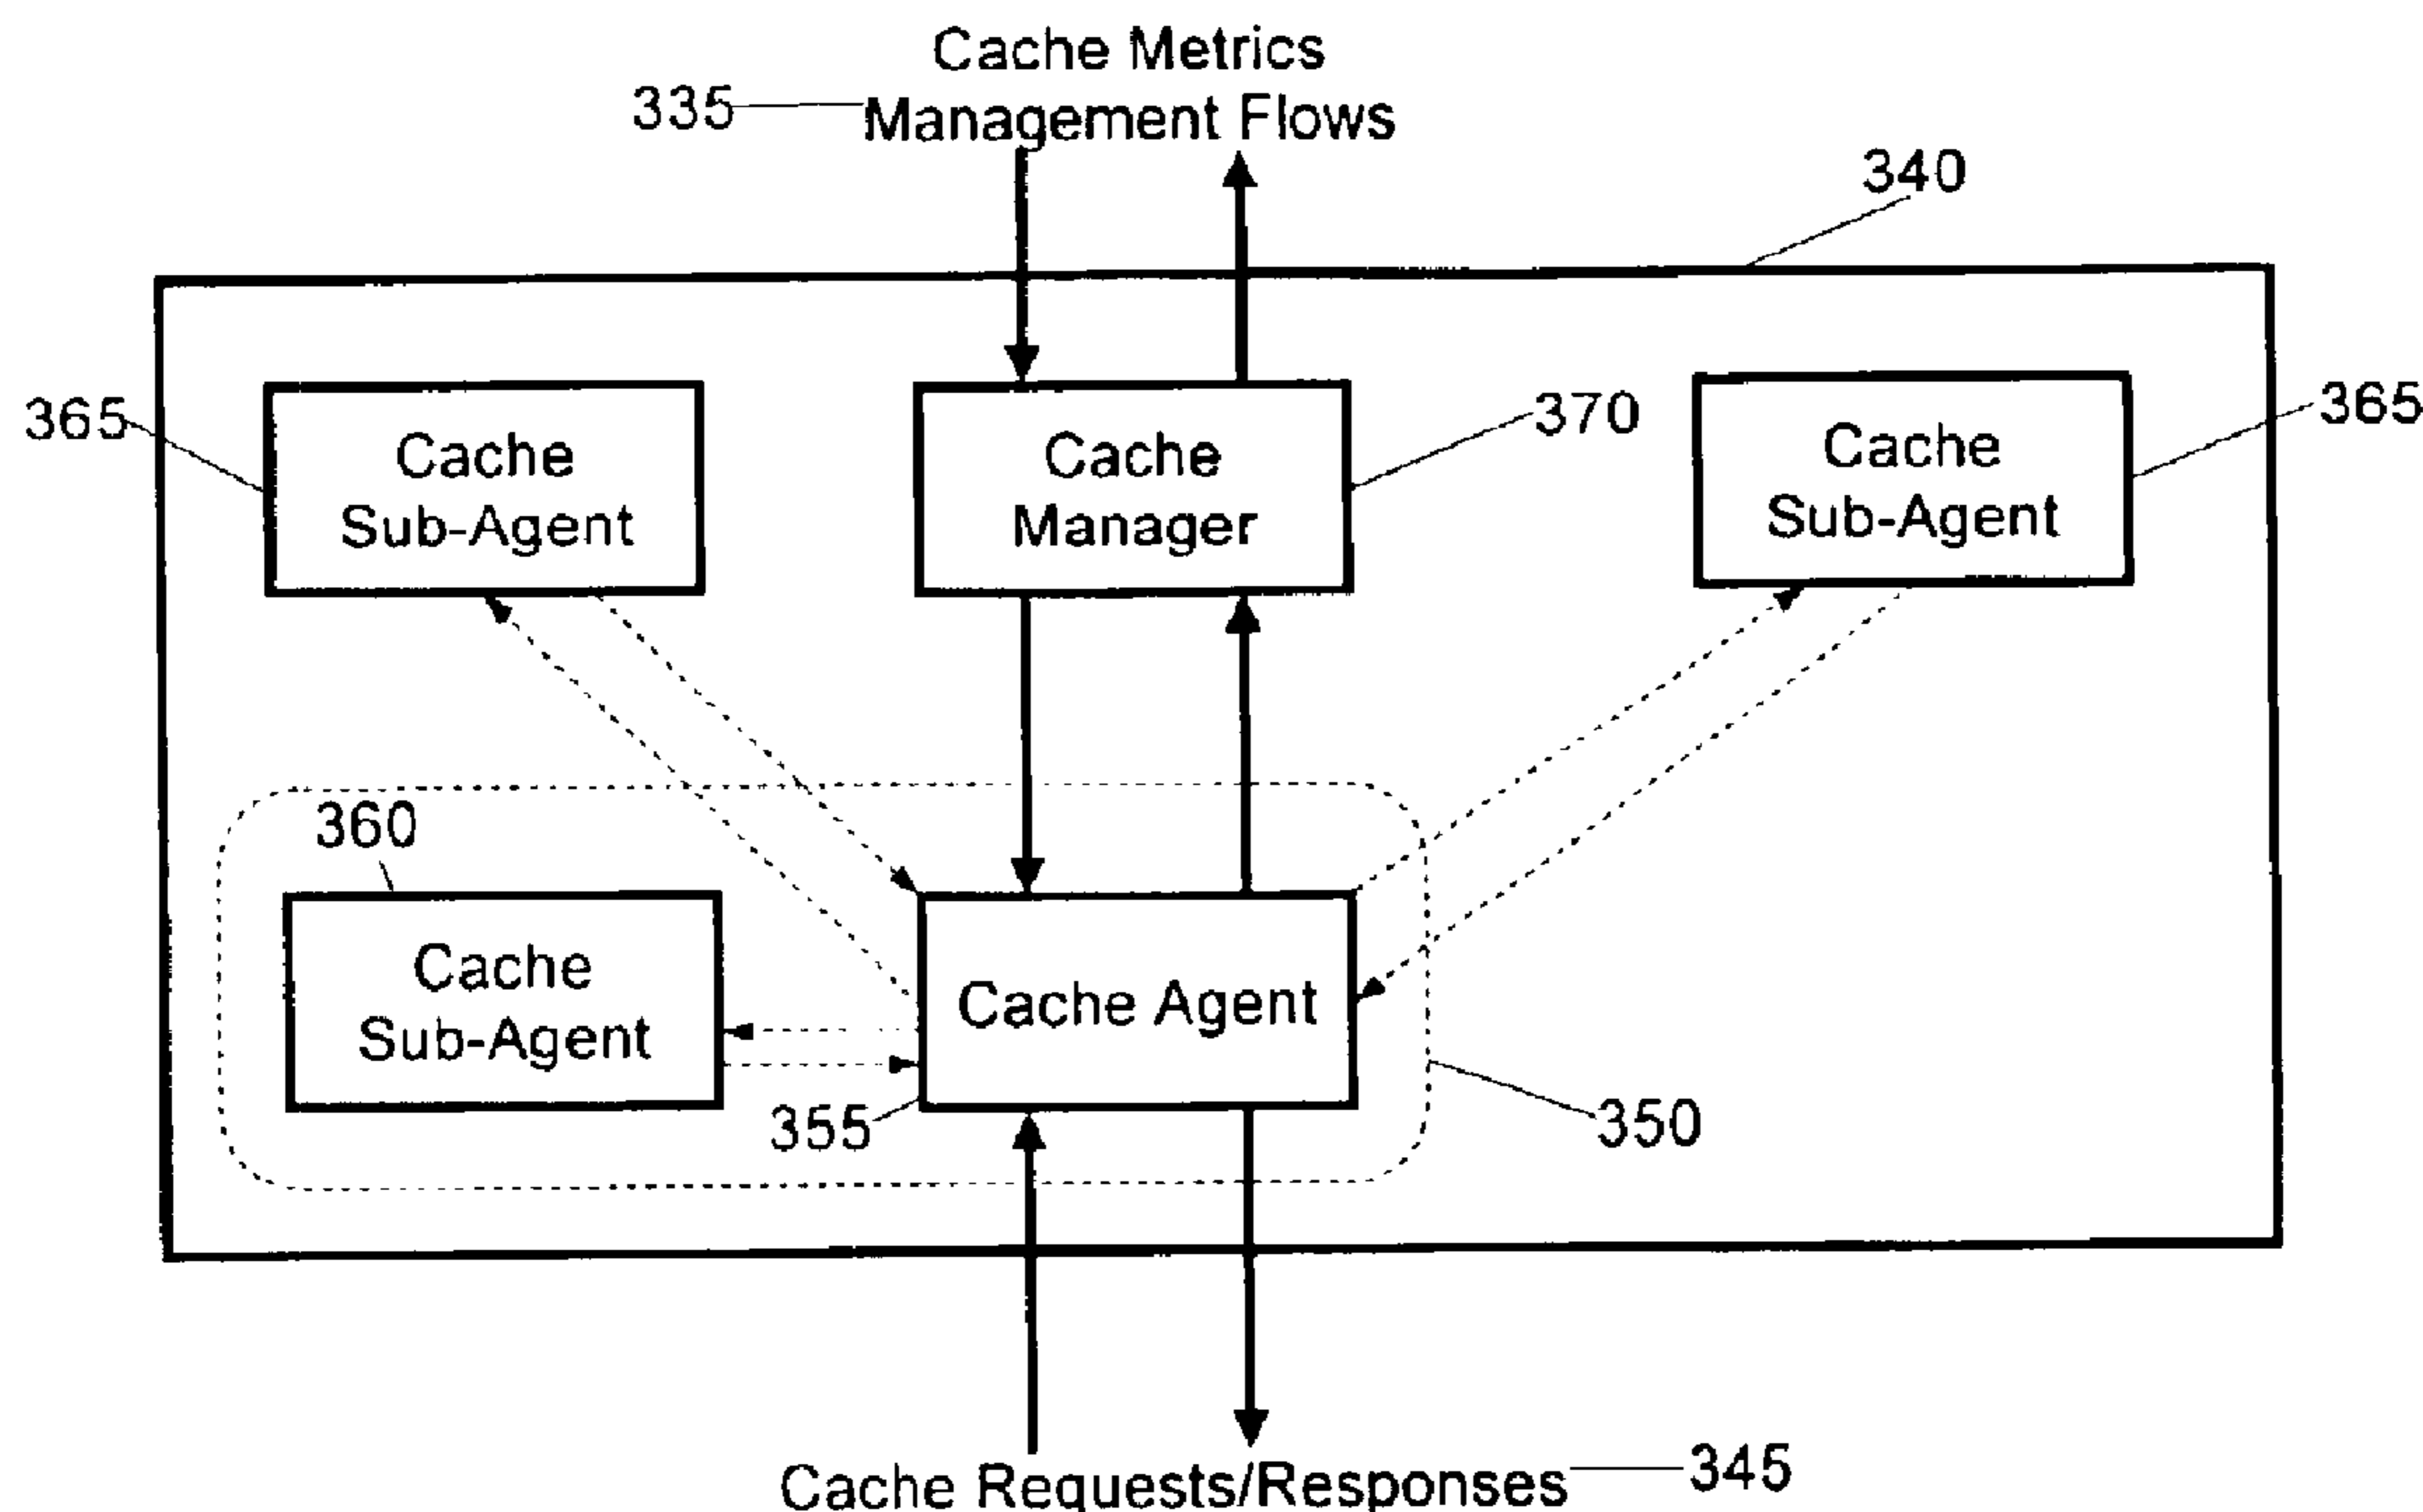 Cache Metrics
335 Management Flows
340
365
Cache
Sub-Agent
Cache
Manager
370
Cache
Sub-Agent
365
360
Cache
Sub-Agent
Cache Agent
355
350
Cache Requests/Responses 345